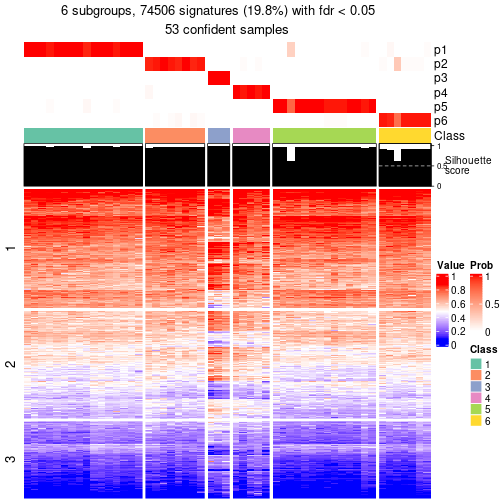 6 subgroups, 74506 signatures (19.8%) with fdr < 0.05
53 confident samples
p1
p2
p3
p4
p5
p6
Class
1
0.5
0
Silhouette
score
1
2
3
Value
1
0.8
0.6
0.4
0.2
0
Prob
1
0.5
0
Class
1
2
3
4
5
6